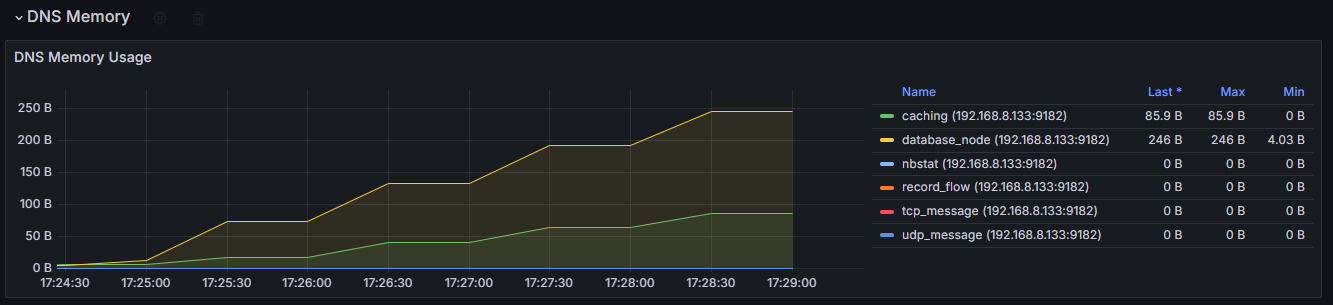 DNS Memory
DNS Memory Usage
250 B
200 B
150 B
100 B
50 B
0 B
17:24:30 17:25:00 17:25:30 17:26:00 17:26:30 17:27:00 17:27:30 17:28:00 17:28:30 17:29:00
Name Last * Max Min
caching (192.168.8.133:9182) 85.9 B 85.9 B 0 B
database_node (192.168.8.133:9182) 246 B 246 B 4.03 B
nbstat (192.168.8.133:9182) 0 B 0 B 0 B
record_flow (192.168.8.133:9182) 0 B 0 B 0 B
tcp_message (192.168.8.133:9182) 0 B 0 B 0 B
udp_message (192.168.8.133:9182) 0 B 0 B 0 B